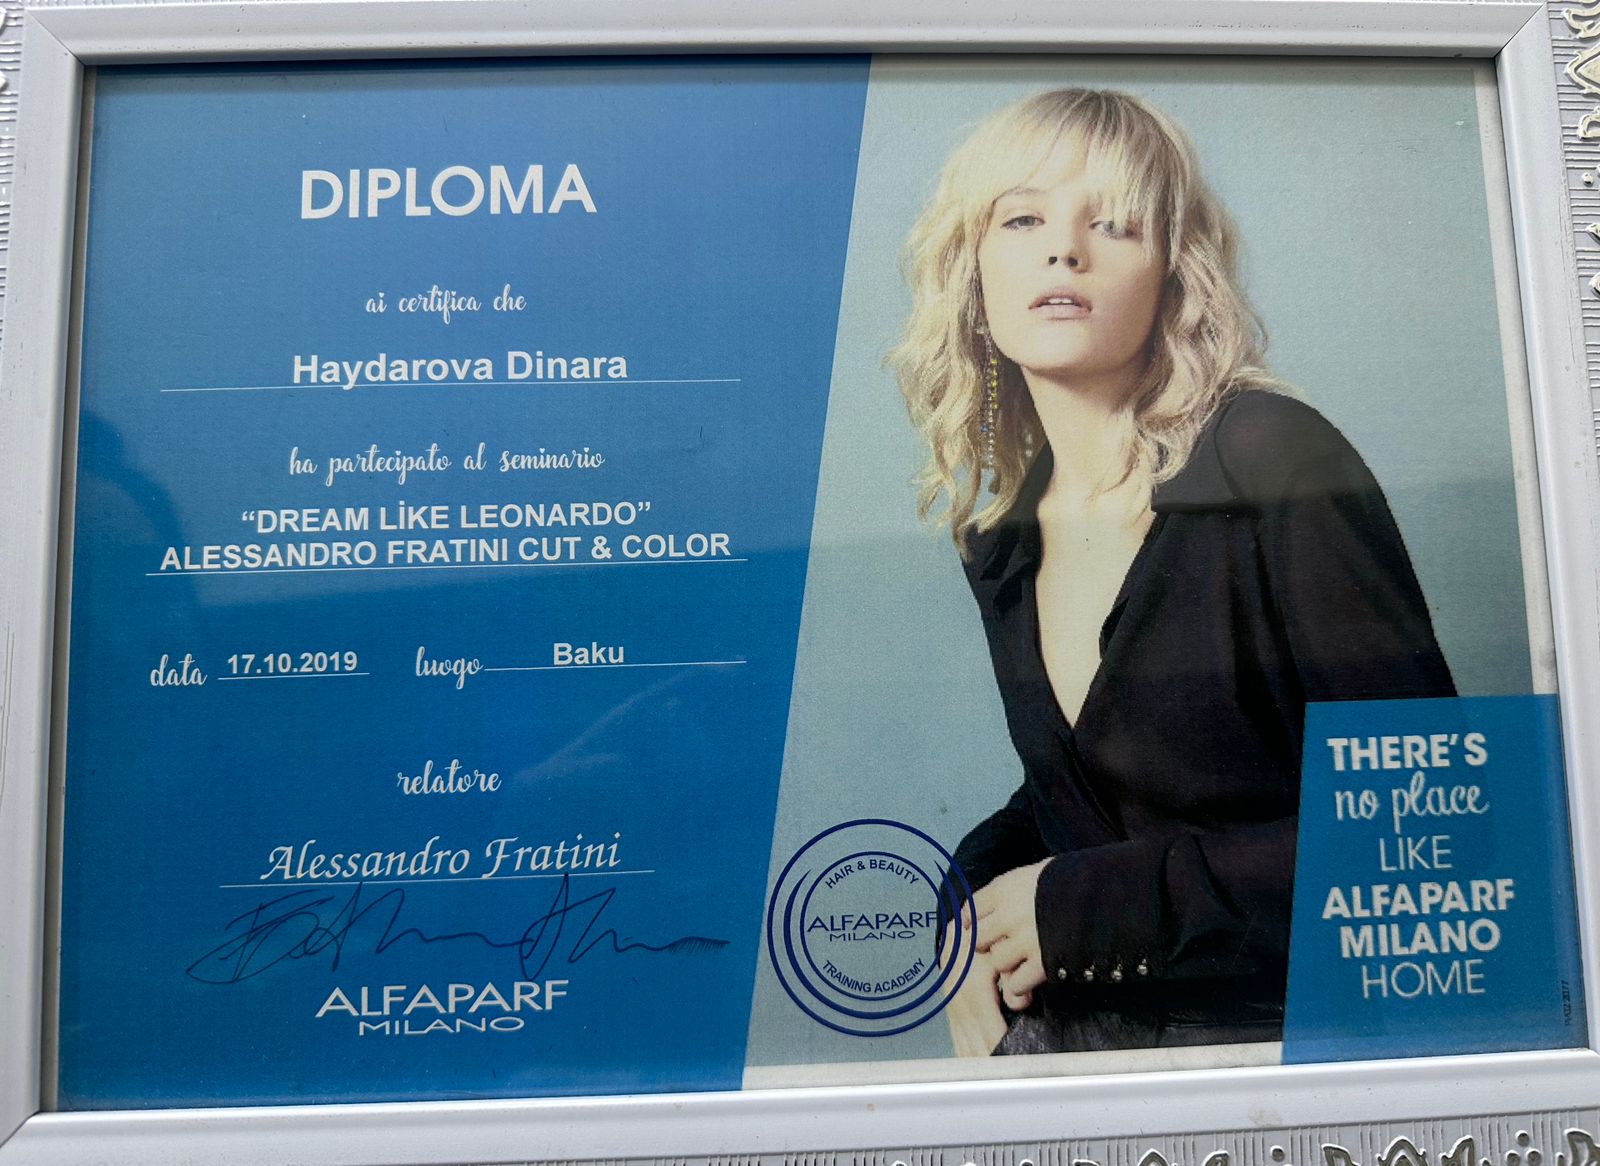 DIPLOMA
ai certifica che
Haydarova Dinara
ha partecipato al seminario
“DREAM LİKE LEONARDO”
ALESSANDRO FRATINI CUT & COLOR
data 17.10.2019 luogo Baku
relatore
Alessandro Fratini
ALFAPARF
MILANO
HAIR & BEAUTY
ALFAPARF
MILANO
TRAINING ACADEMY
THERE'S
no place
LIKE
ALFAPARF
MILANO
HOME